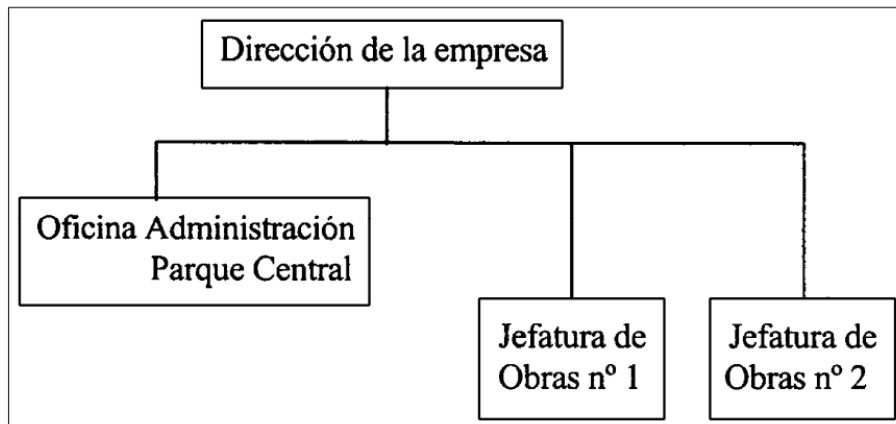 Dirección de la empresa
Oficina Administración
Parque Central
Jefatura de
Obras nº 1
Jefatura de
Obras nº 2